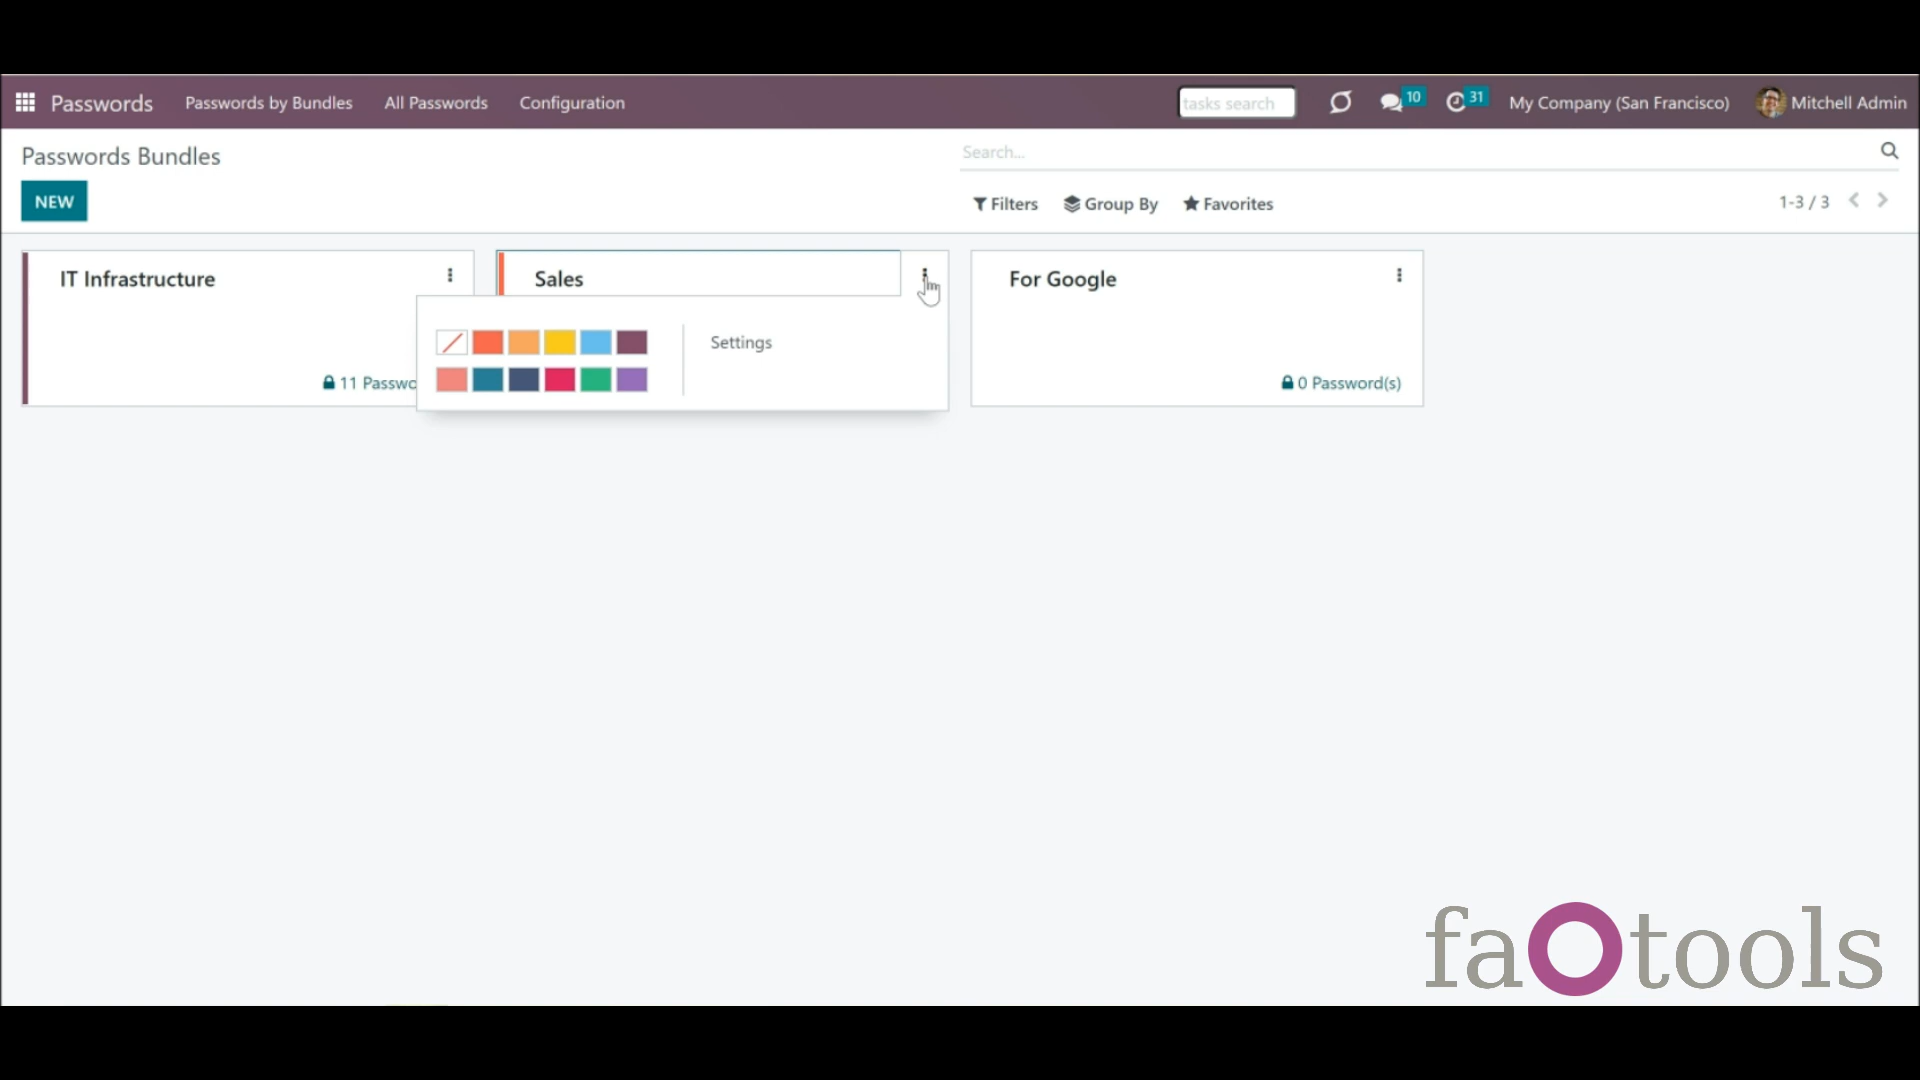 Passwords Passwords by Bundles All Passwords Configuration tasks search 10 31 My Company (San Francisco) Mitchell Admin
Passwords Bundles Search...
NEW Filters Group By Favorites 1-3 / 3
IT Infrastructure Sales For Google
Settings
11 0 Password(s)
faOtools